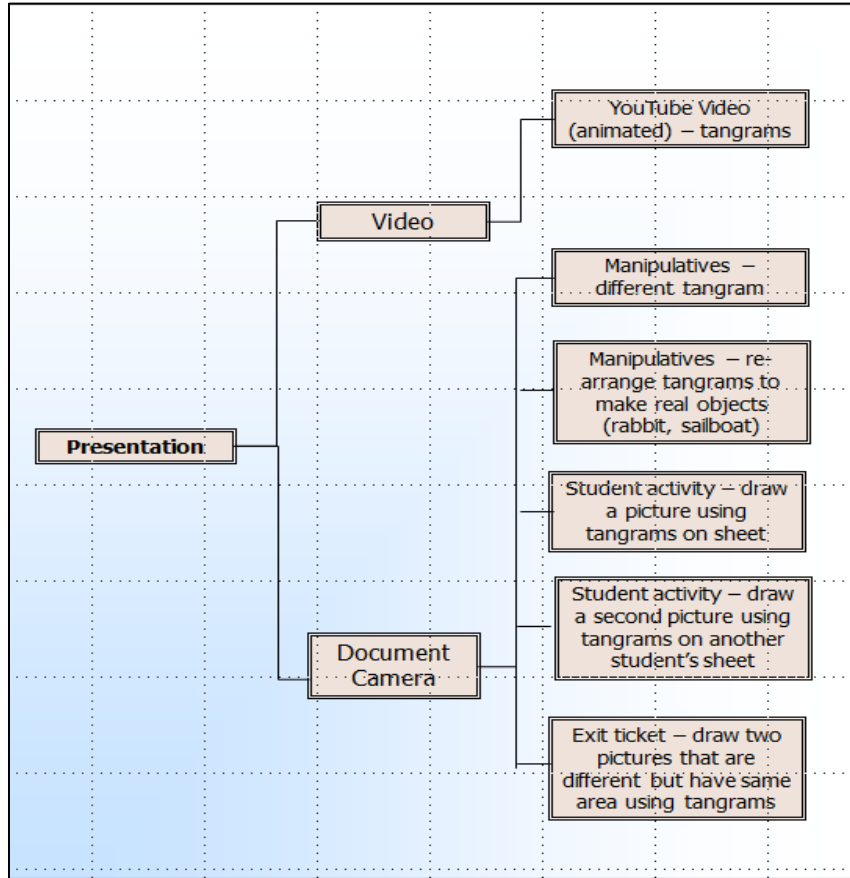 YouTube Video
(animated) – tangrams
Video
Manipulatives –
different tangram
Manipulatives – re-
arrange tangrams to
make real objects
(rabbit, sailboat)
Presentation
Student activity – draw
a picture using
tangrams on sheet
Student activity – draw
a second picture using
tangrams on another
student's sheet
Document
Camera
Exit ticket – draw two
pictures that are
different but have same
area using tangrams